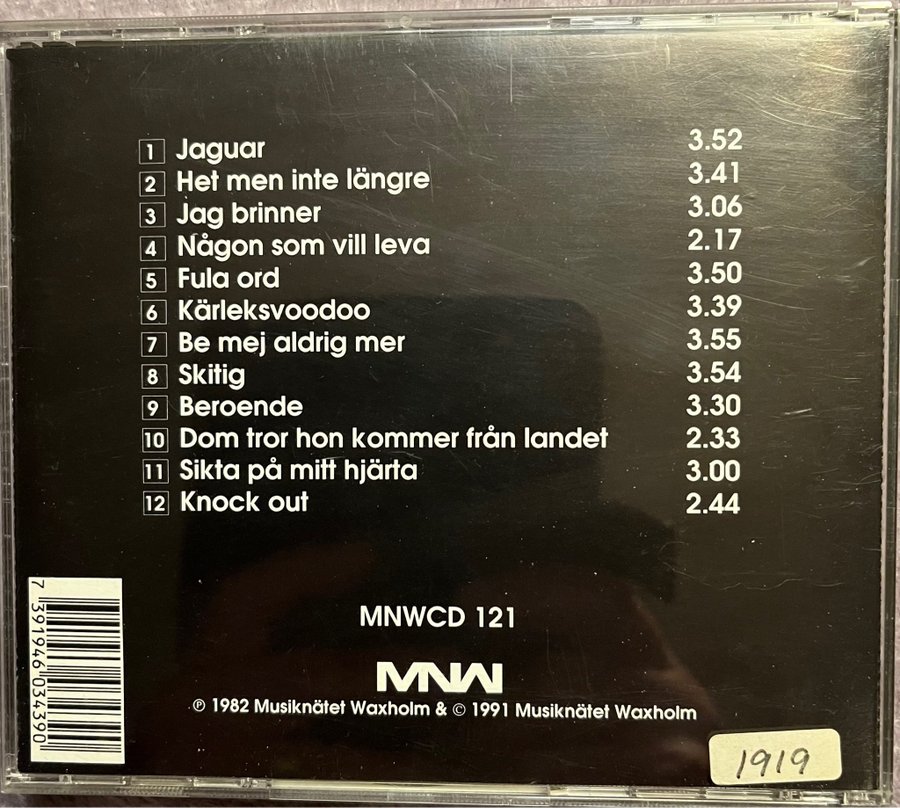 1 Jaguar 3.52
2 Het men inte längre 3.41
3 Jag brinner 3.06
4 Någon som vill leva 2.17
5 Fula ord 3.50
6 Kärleksvoodoo 3.39
7 Be mej aldrig mer 3.55
8 Skitig 3.54
9 Beroende 3.30
10 Dom tror hon kommer från landet 2.33
11 Sikta på mitt hjärta 3.00
12 Knock out 2.44
7 391946 034390
MNWCD 121
MNW
℗ 1982 Musiknätet Waxholm & © 1991 Musiknätet Waxholm
1919